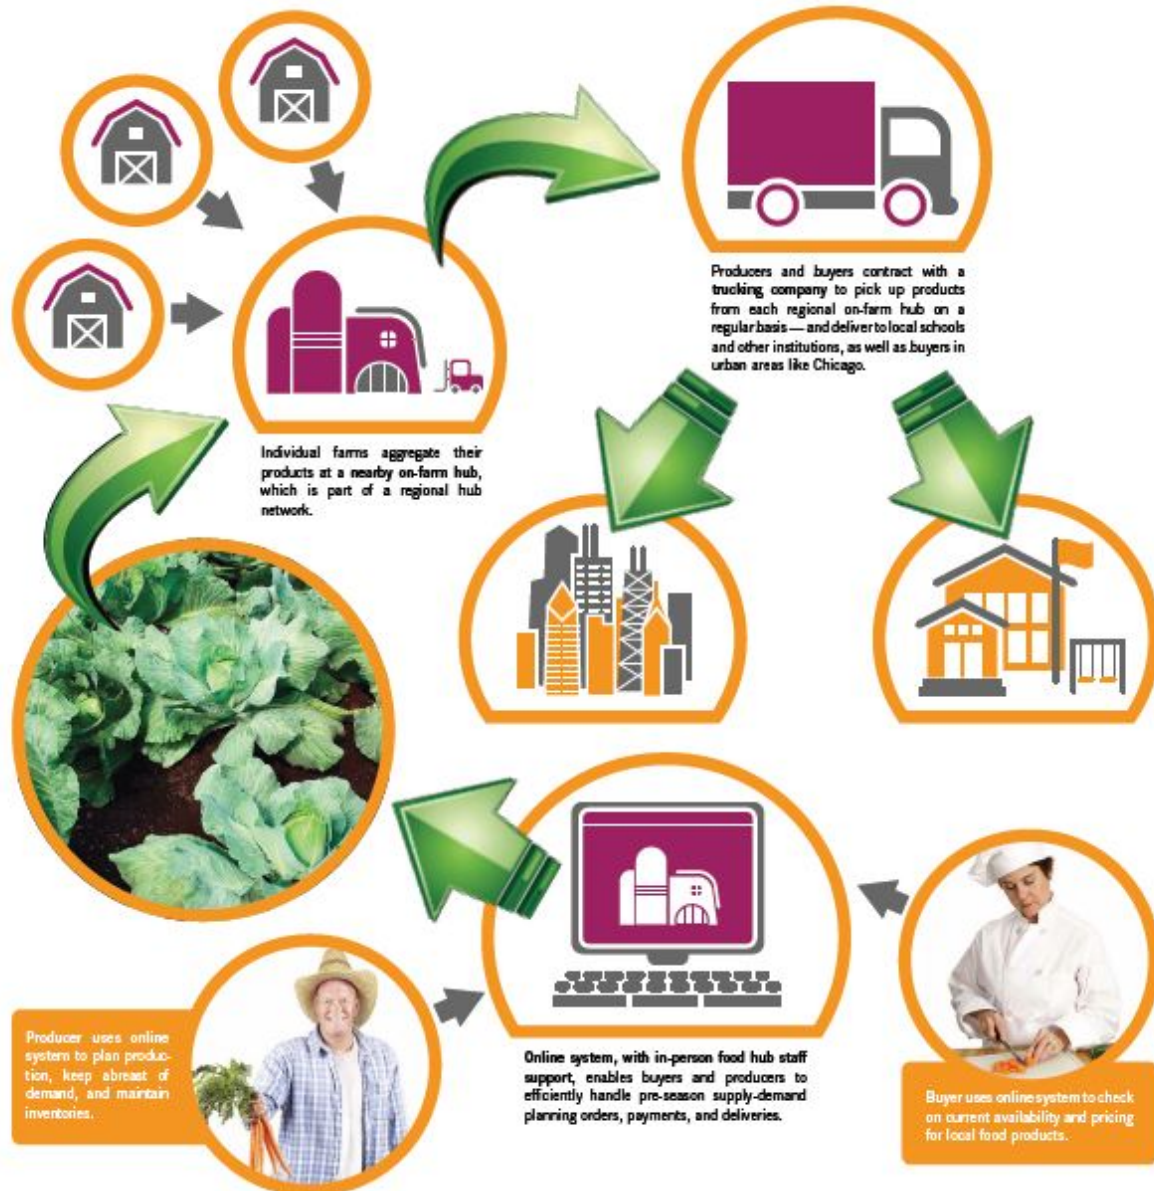 Producers and buyers contract with a
trucking company to pick up products
from each regional on-farm hub on a
regular basis — and deliver to local schools
and other institutions, as well as buyers in
urban areas like Chicago.
Individual farms aggregate their
products at a nearby on-farm hub,
which is part of a regional hub
network.
Producer uses online
system to plan produc-
tion, keep abreast of
demand, and maintain
inventories.
Online system, with in-person food hub staff
support, enables buyers and producers to
efficiently handle pre-season supply-demand
planning orders, payments, and deliveries.
Buyer uses online system to check
on current availability and pricing
for local food products.